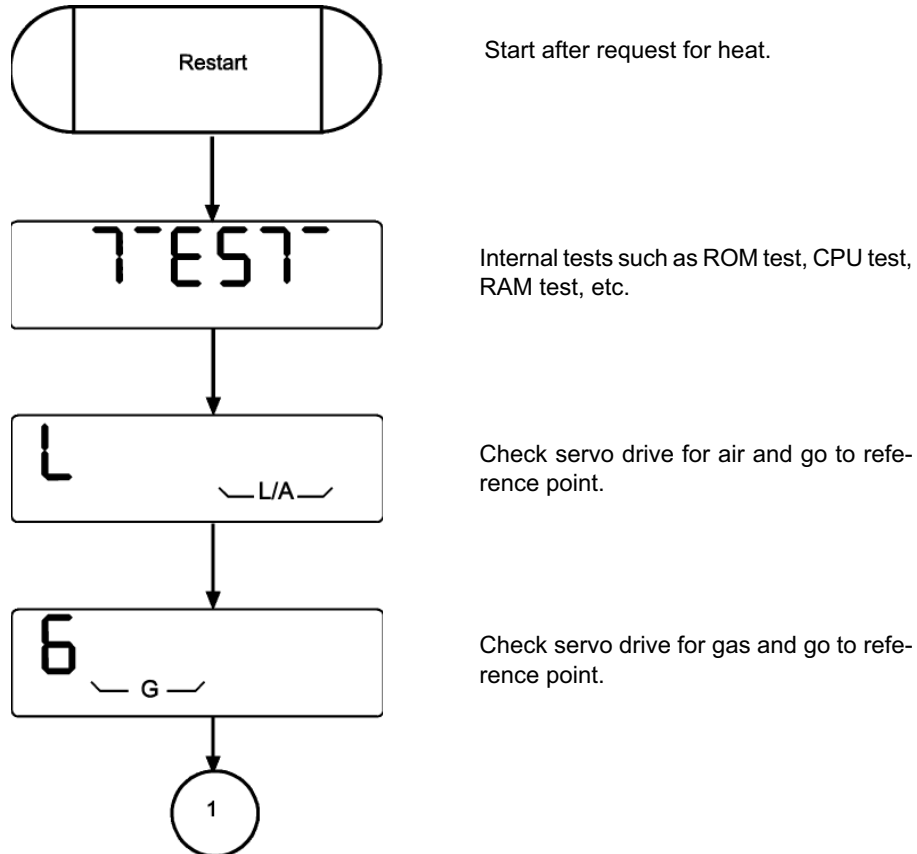 Restart
Start after request for heat.
TEST
Internal tests such as ROM test, CPU test,
RAM test, etc.
L
L/A
Check servo drive for air and go to refe-
rence point.
6
G
Check servo drive for gas and go to refe-
rence point.
1